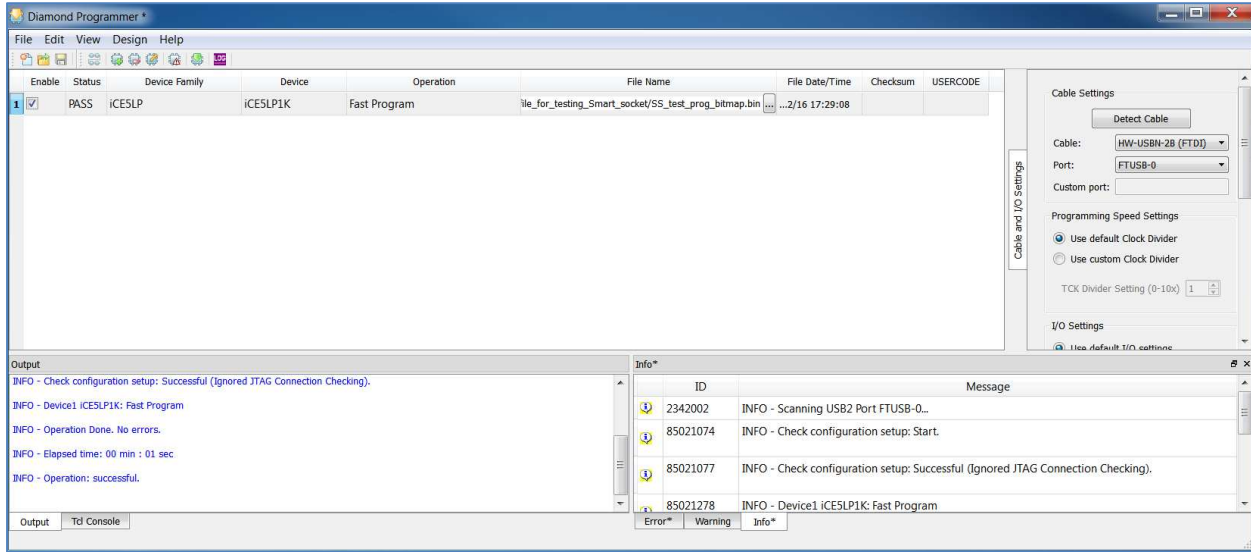 Diamond Programmer *
File Edit View Design Help
LOG
Enable Status Device Family Device Operation File Name File Date/Time Checksum USERCODE
1 PASS iCE5LP iCE5LP1K Fast Program file_for_testing_Smart_socket/SS_test_prog_bitmap.bin ... ...2/16 17:29:08
Cable and I/O Settings
Cable Settings
Detect Cable
Cable: HW-USBN-2B (FTDI)
Port: FTUSB-0
Custom port:
Programming Speed Settings
Use default Clock Divider
Use custom Clock Divider
TCK Divider Setting (0-10x) 1
I/O Settings
Use default I/O settings
Output
INFO - Check configuration setup: Successful (Ignored JTAG Connection Checking).
INFO - Device1 iCE5LP1K: Fast Program
INFO - Operation Done. No errors.
INFO - Elapsed time: 00 min : 01 sec
INFO - Operation: successful.
Output Tcl Console
Info*
ID Message
2342002 INFO - Scanning USB2 Port FTUSB-0...
85021074 INFO - Check configuration setup: Start.
85021077 INFO - Check configuration setup: Successful (Ignored JTAG Connection Checking).
85021278 INFO - Device1 iCE5LP1K: Fast Program
Error* Warning Info*